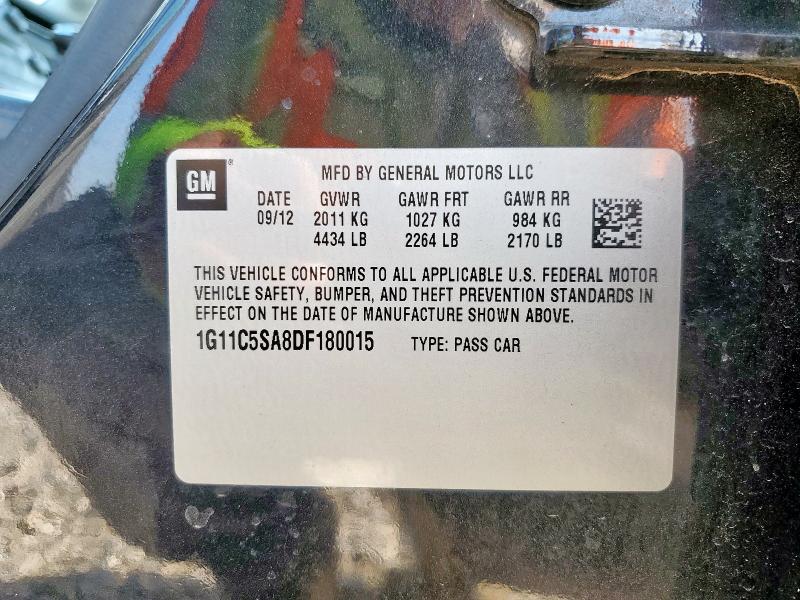 GM®
MFD BY GENERAL MOTORS LLC
DATE GVWR GAWR FRT GAWR RR
09/12 2011 KG 1027 KG 984 KG
4434 LB 2264 LB 2170 LB
THIS VEHICLE CONFORMS TO ALL APPLICABLE U.S. FEDERAL MOTOR
VEHICLE SAFETY, BUMPER, AND THEFT PREVENTION STANDARDS IN
EFFECT ON THE DATE OF MANUFACTURE SHOWN ABOVE.
1G11C5SA8DF180015 TYPE: PASS CAR